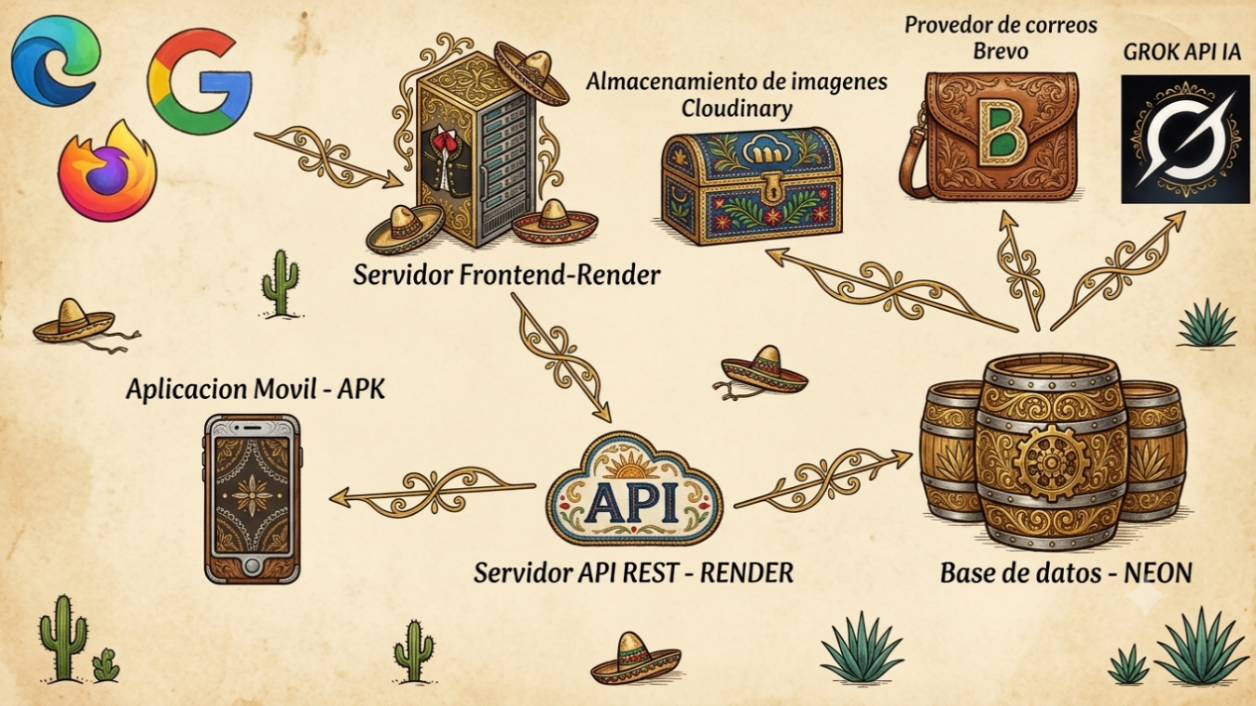 Provedor de correos
Brevo
GROK API IA
Almacenamiento de imagenes
Cloudinary
B
Servidor Frontend-Render
Aplicacion Movil - APK
API
Servidor API REST - RENDER
Base de datos - NEON